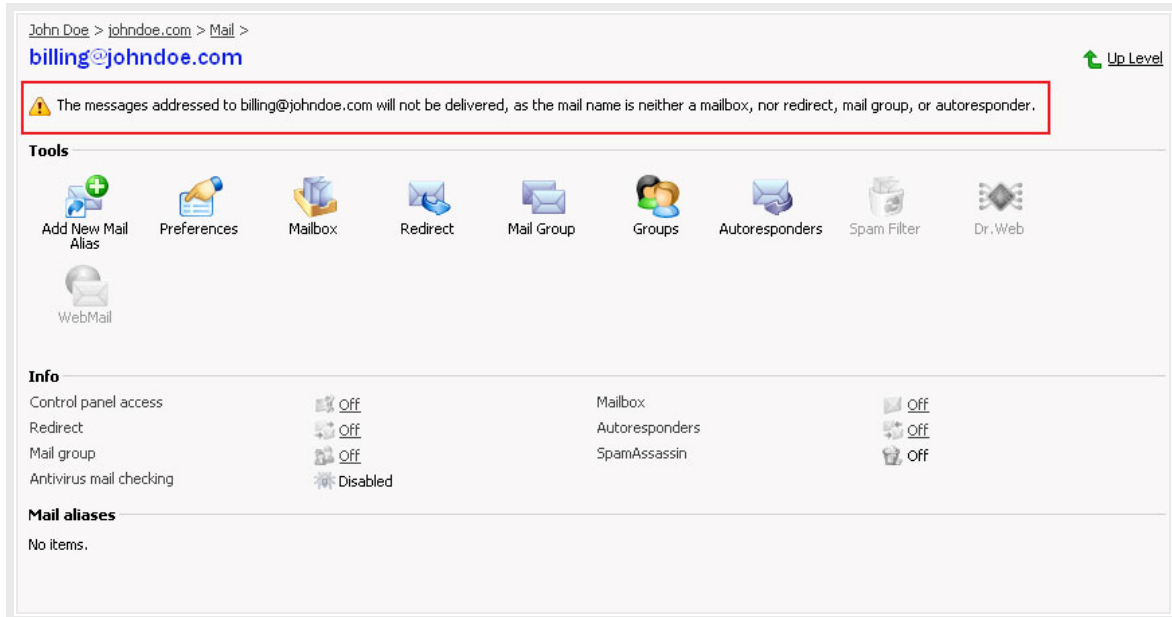 John Doe > johndoe.com > Mail >
billing@johndoe.com
Up Level
The messages addressed to billing@johndoe.com will not be delivered, as the mail name is neither a mailbox, nor redirect, mail group, or autoresponder.
Tools
Add New Mail Alias
Preferences
Mailbox
Redirect
Mail Group
Groups
Autoresponders
Spam Filter
Dr.Web
WebMail
Info
Control panel access Off
Mailbox Off
Redirect Off
Autoresponders Off
Mail group Off
SpamAssassin Off
Antivirus mail checking Disabled
Mail aliases
No items.